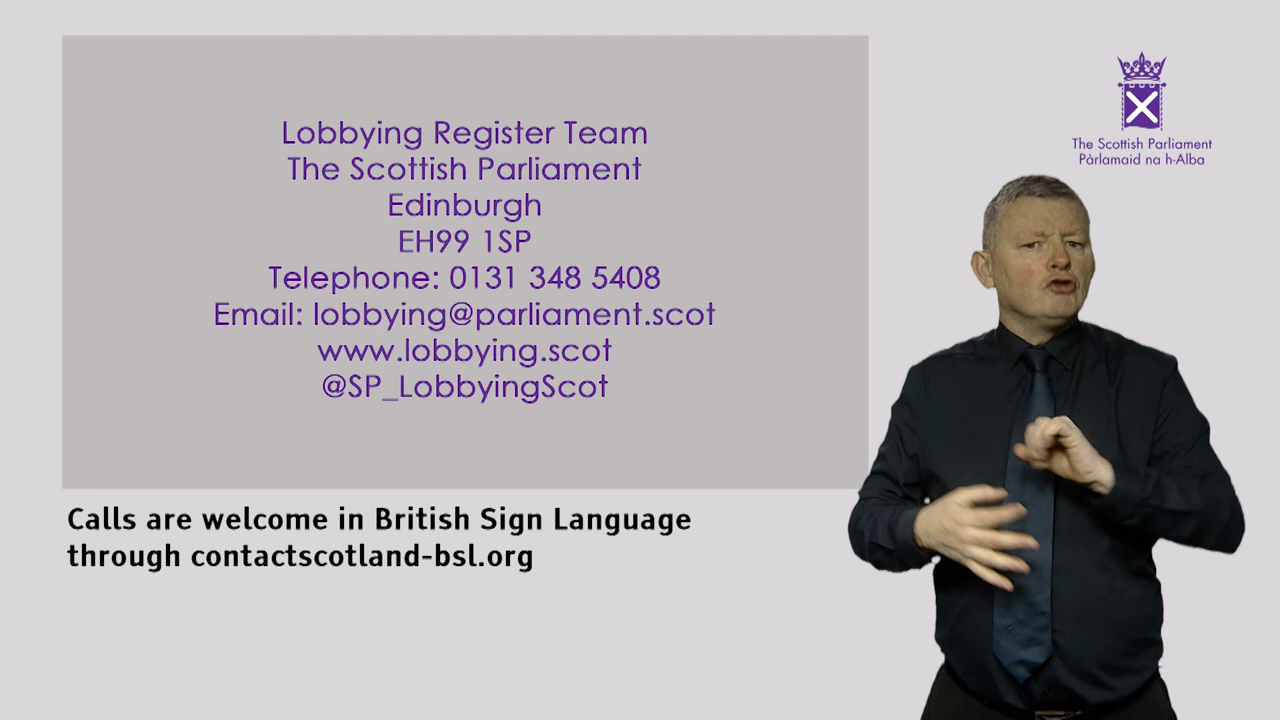 Lobbying Register Team
The Scottish Parliament
Edinburgh
EH99 1SP
Telephone: 0131 348 5408
Email: lobbying@parliament.scot
www.lobbying.scot
@SP_LobbyingScot
Calls are welcome in British Sign Language
through contactscotland-bsl.org
The Scottish Parliament
Pàrlamaid na h-Alba